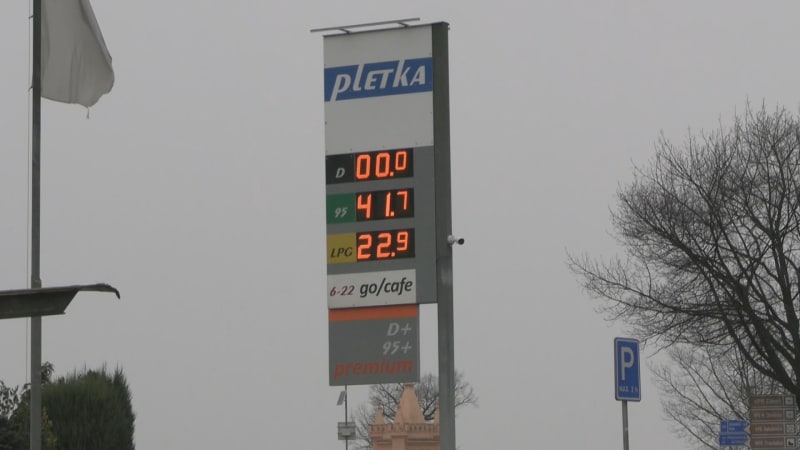 pletka
D 00.0
95 41.7
LPG 22.9
6-22 go/cafe
D+
95+
premium
P